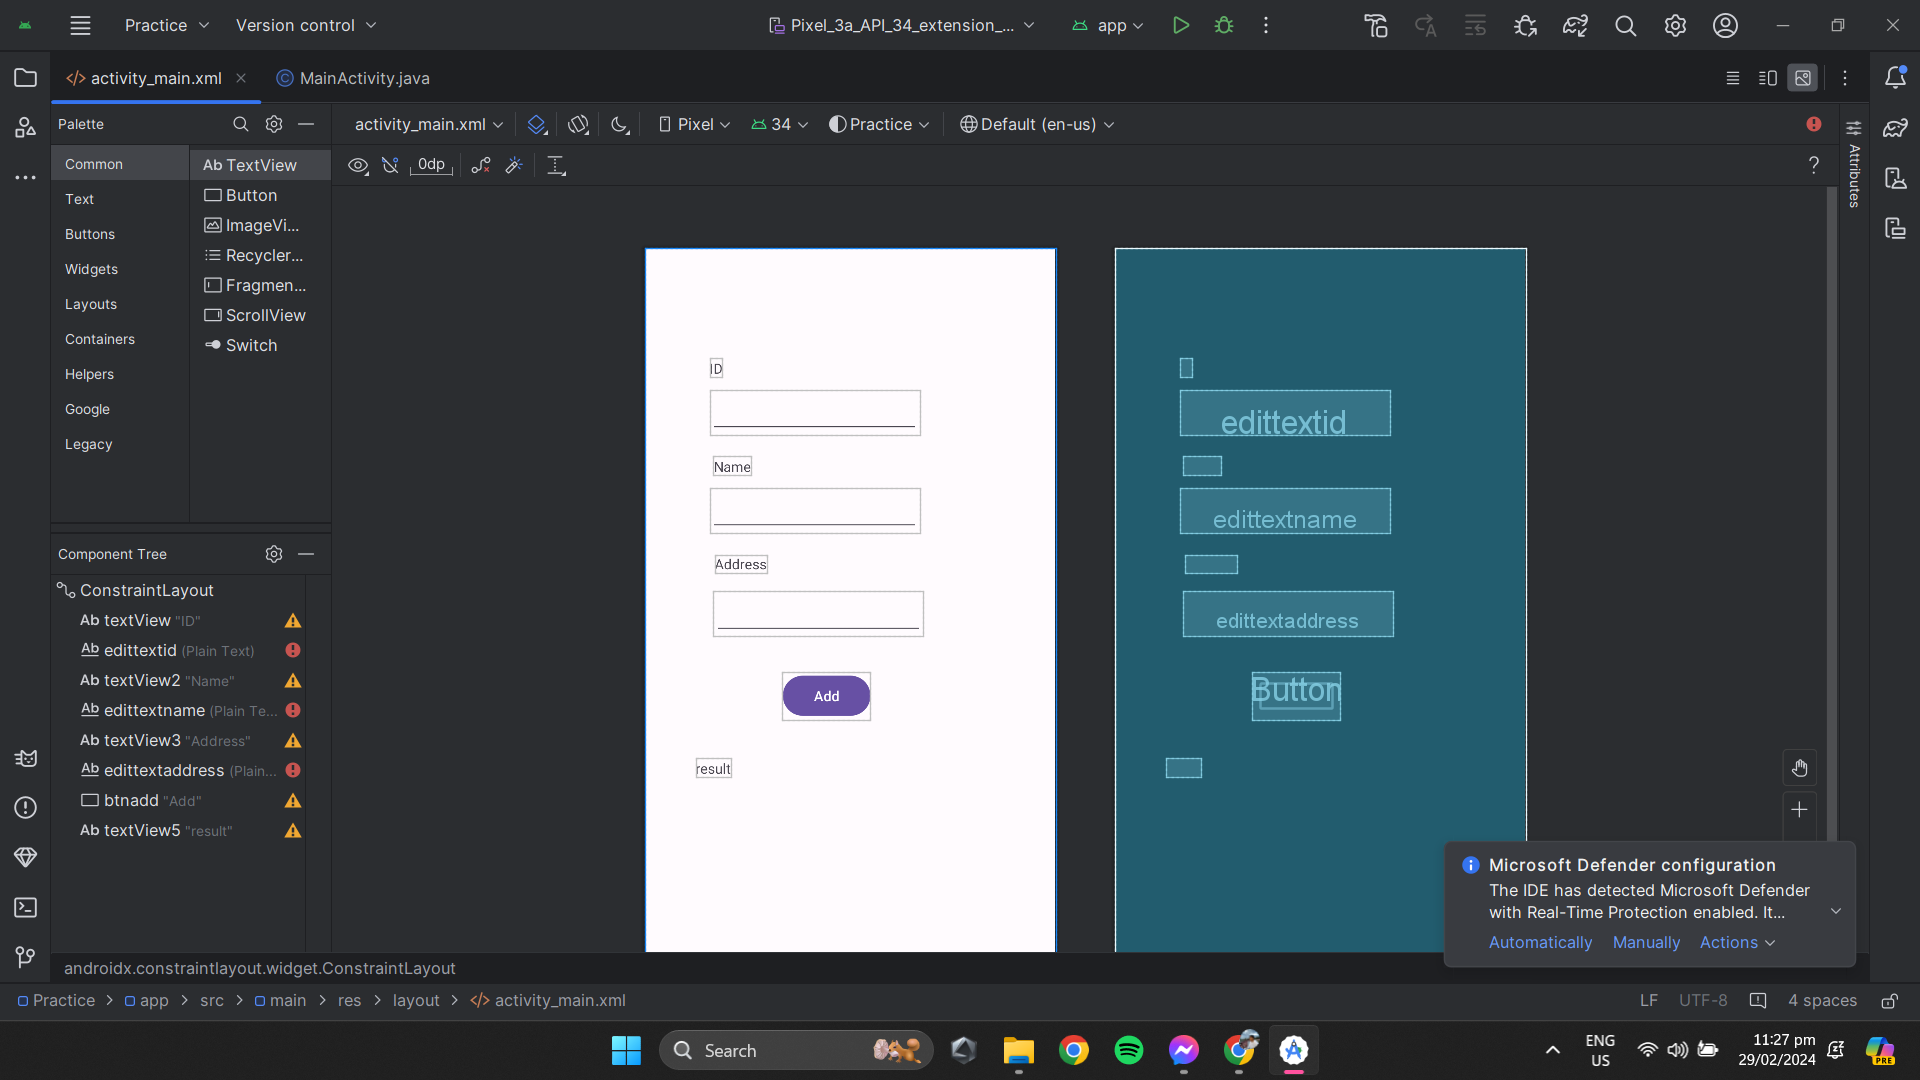 Practice
Version control
Pixel_3a_API_34_extension_...
app
activity_main.xml
MainActivity.java
Palette
activity_main.xml
Pixel
34
Practice
Default (en-us)
0dp
?
Attributes
Common
Text
Buttons
Widgets
Layouts
Containers
Helpers
Google
Legacy
Ab TextView
Button
ImageVi...
Recycler...
Fragmen...
ScrollView
Switch
Component Tree
ConstraintLayout
Ab textView "ID"
Ab edittextid (Plain Text)
Ab textView2 "Name"
Ab edittextname (Plain Te...
Ab textView3 "Address"
Ab edittextaddress (Plain...
btnadd "Add"
Ab textView5 "result"
ID
Name
Address
Add
result
edittextid
edittextname
edittextaddress
Button
Microsoft Defender configuration
The IDE has detected Microsoft Defender
with Real-Time Protection enabled. It...
Automatically
Manually
Actions
androidx.constraintlayout.widget.ConstraintLayout
Practice > app > src > main > res > layout > activity_main.xml
LF
UTF-8
4 spaces
Search
ENG
US
11:27 pm
29/02/2024
PRE